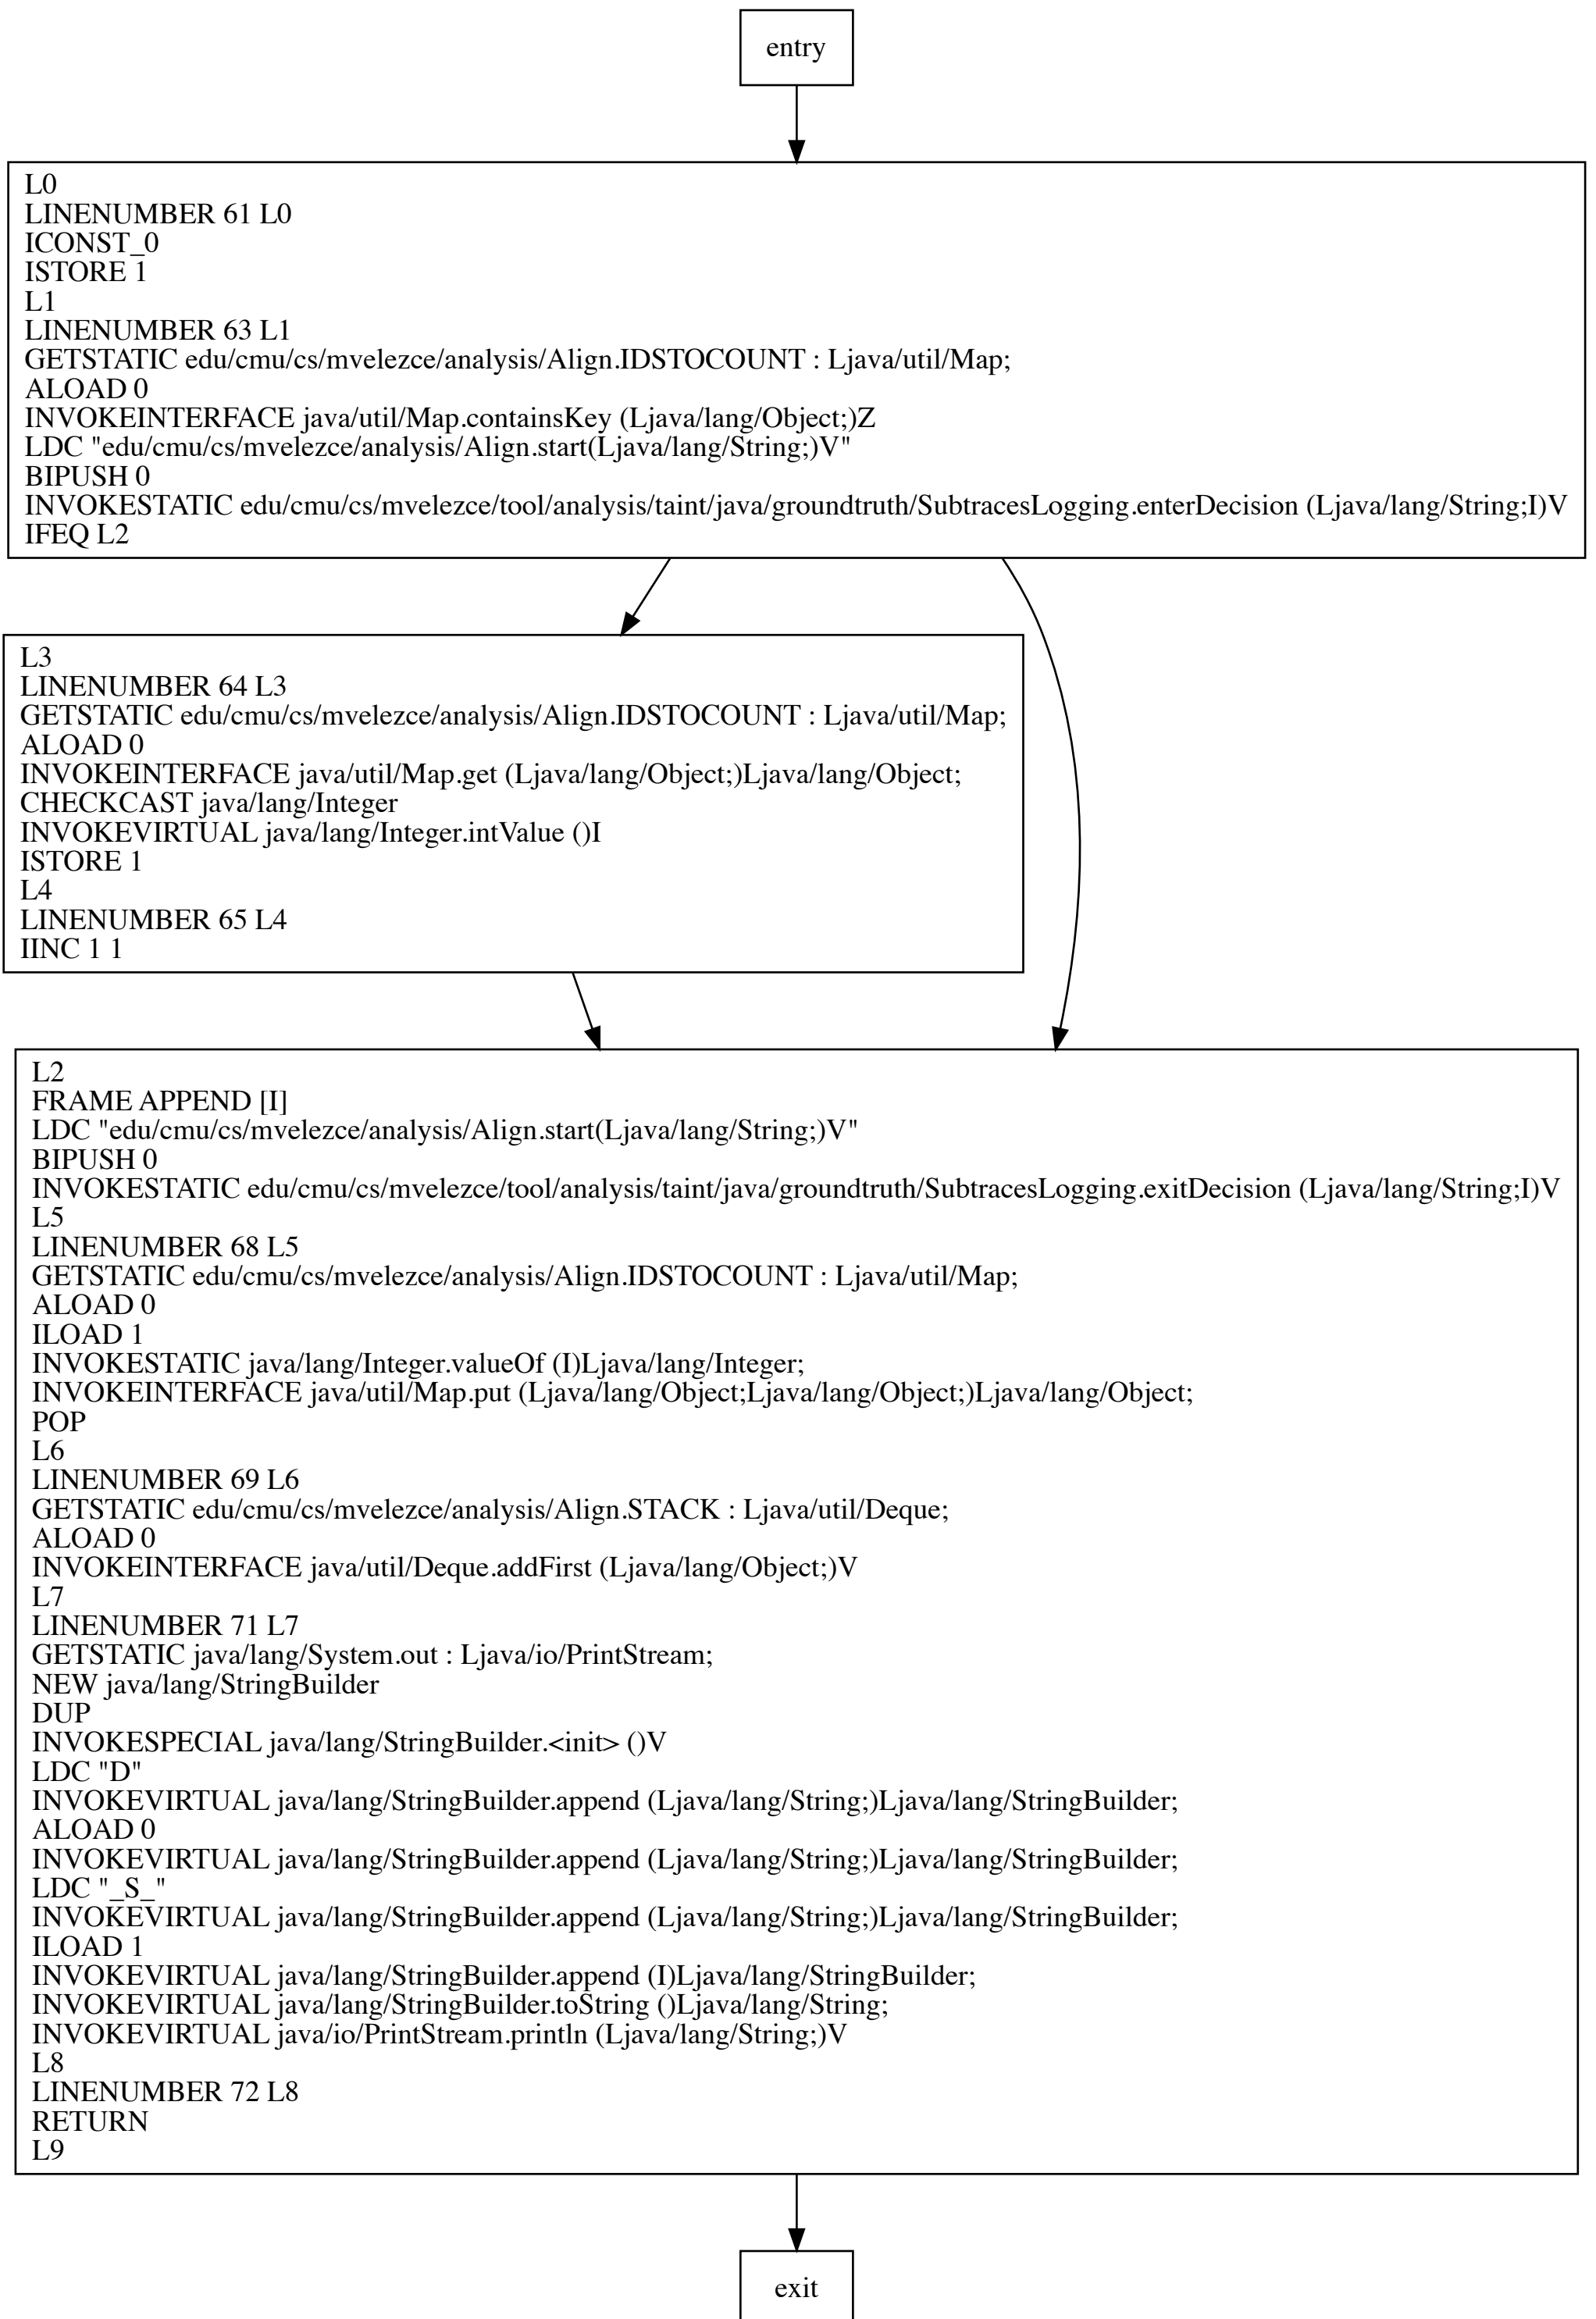 entry
L0
LINENUMBER 61 L0
ICONST_0
ISTORE 1
L1
LINENUMBER 63 L1
GETSTATIC edu/cmu/cs/mvelezce/analysis/Align.IDSTOCOUNT : Ljava/util/Map;
ALOAD 0
INVOKEINTERFACE java/util/Map.containsKey (Ljava/lang/Object;)Z
LDC "edu/cmu/cs/mvelezce/analysis/Align.start(Ljava/lang/String;)V"
BIPUSH 0
INVOKESTATIC edu/cmu/cs/mvelezce/tool/analysis/taint/java/groundtruth/SubtracesLogging.enterDecision (Ljava/lang/String;I)V
IFEQ L2
L3
LINENUMBER 64 L3
GETSTATIC edu/cmu/cs/mvelezce/analysis/Align.IDSTOCOUNT : Ljava/util/Map;
ALOAD 0
INVOKEINTERFACE java/util/Map.get (Ljava/lang/Object;)Ljava/lang/Object;
CHECKCAST java/lang/Integer
INVOKEVIRTUAL java/lang/Integer.intValue ()I
ISTORE 1
L4
LINENUMBER 65 L4
IINC 1 1
L2
FRAME APPEND [I]
LDC "edu/cmu/cs/mvelezce/analysis/Align.start(Ljava/lang/String;)V"
BIPUSH 0
INVOKESTATIC edu/cmu/cs/mvelezce/tool/analysis/taint/java/groundtruth/SubtracesLogging.exitDecision (Ljava/lang/String;I)V
L5
LINENUMBER 68 L5
GETSTATIC edu/cmu/cs/mvelezce/analysis/Align.IDSTOCOUNT : Ljava/util/Map;
ALOAD 0
ILOAD 1
INVOKESTATIC java/lang/Integer.valueOf (I)Ljava/lang/Integer;
INVOKEINTERFACE java/util/Map.put (Ljava/lang/Object;Ljava/lang/Object;)Ljava/lang/Object;
POP
L6
LINENUMBER 69 L6
GETSTATIC edu/cmu/cs/mvelezce/analysis/Align.STACK : Ljava/util/Deque;
ALOAD 0
INVOKEINTERFACE java/util/Deque.addFirst (Ljava/lang/Object;)V
L7
LINENUMBER 71 L7
GETSTATIC java/lang/System.out : Ljava/io/PrintStream;
NEW java/lang/StringBuilder
DUP
INVOKESPECIAL java/lang/StringBuilder.<init> ()V
LDC "D"
INVOKEVIRTUAL java/lang/StringBuilder.append (Ljava/lang/String;)Ljava/lang/StringBuilder;
ALOAD 0
INVOKEVIRTUAL java/lang/StringBuilder.append (Ljava/lang/String;)Ljava/lang/StringBuilder;
LDC "_S_"
INVOKEVIRTUAL java/lang/StringBuilder.append (Ljava/lang/String;)Ljava/lang/StringBuilder;
ILOAD 1
INVOKEVIRTUAL java/lang/StringBuilder.append (I)Ljava/lang/StringBuilder;
INVOKEVIRTUAL java/lang/StringBuilder.toString ()Ljava/lang/String;
INVOKEVIRTUAL java/io/PrintStream.println (Ljava/lang/String;)V
L8
LINENUMBER 72 L8
RETURN
L9
exit